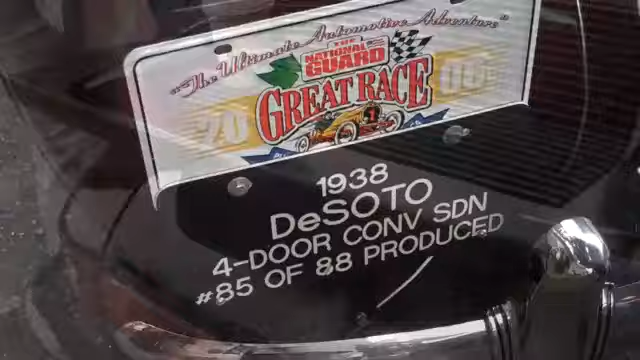 "The Ultimate Automotive Adventure"
THE
NATIONAL
GUARD
20 GREAT RACE
1938
DeSOTO
4-DOOR CONV SDN
#85 OF 88 PRODUCED